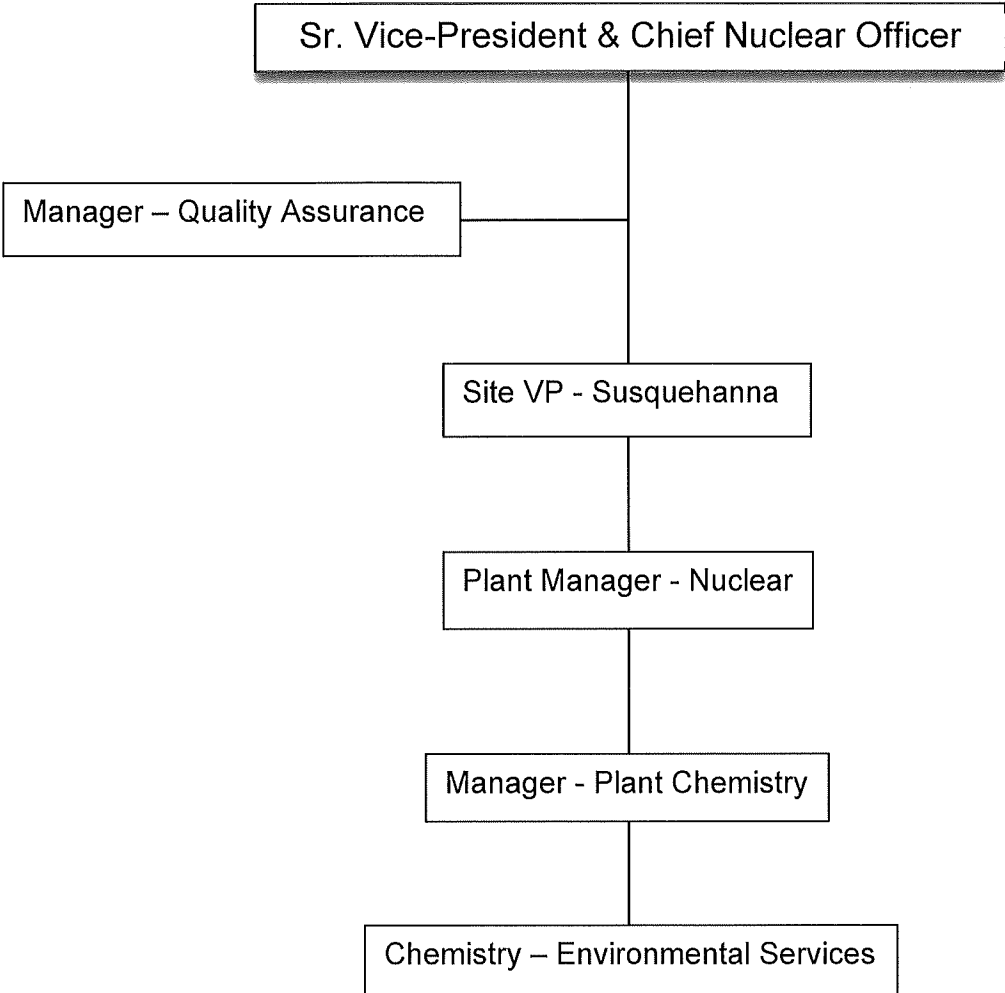 Sr. Vice-President & Chief Nuclear Officer
Manager – Quality Assurance
Site VP - Susquehanna
Plant Manager - Nuclear
Manager - Plant Chemistry
Chemistry – Environmental Services